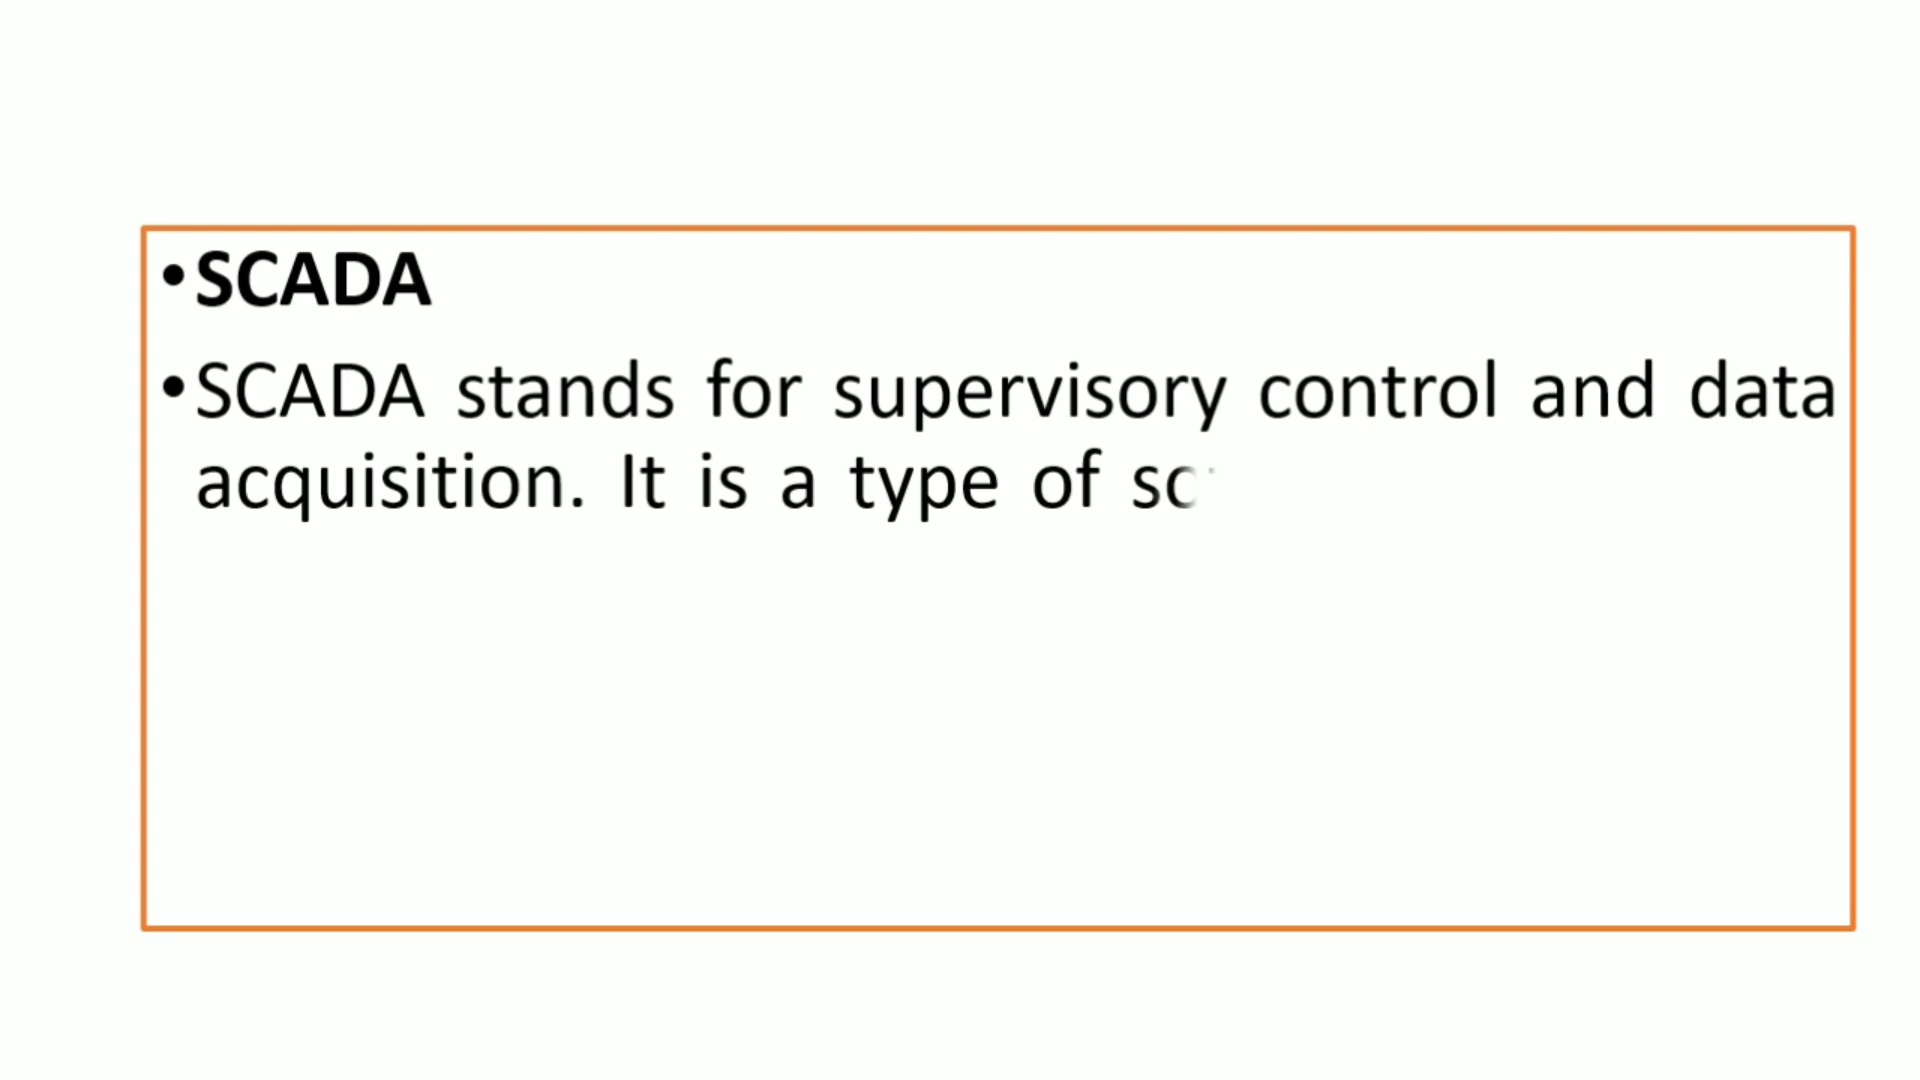 •SCADA
•SCADA stands for supervisory control and data
acquisition. It is a type of